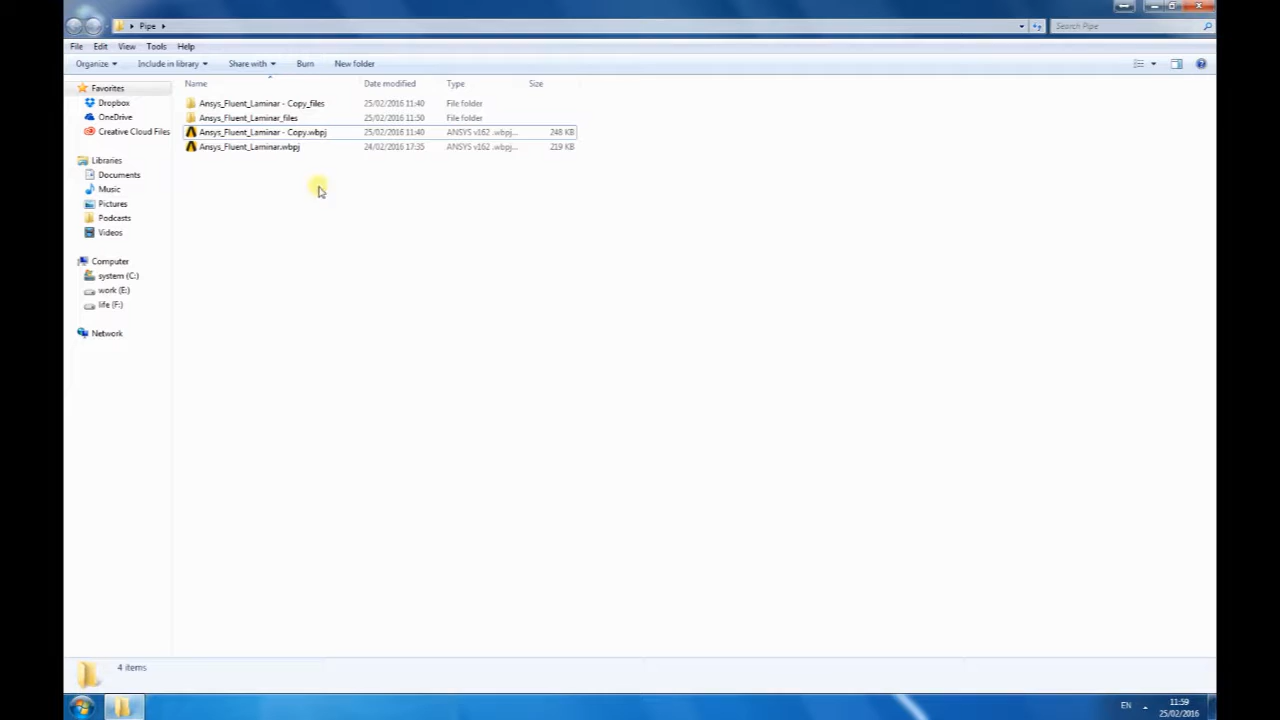 Pipe
Search Pipe
File Edit View Tools Help
Organize Include in library Share with Burn New folder
Name Date modified Type Size
Favorites
Dropbox
OneDrive
Creative Cloud Files
Libraries
Documents
Music
Pictures
Podcasts
Videos
Computer
system (C:)
work (E:)
life (F:)
Network
Ansys_Fluent_Laminar - Copy_files 25/02/2016 11:40 File folder
Ansys_Fluent_Laminar_files 25/02/2016 11:50 File folder
Ansys_Fluent_Laminar - Copy.wbpj 25/02/2016 11:40 ANSYS v162 .wbpj... 248 KB
Ansys_Fluent_Laminar.wbpj 24/02/2016 17:35 ANSYS v162 .wbpj... 219 KB
4 items
EN
11:59
25/02/2016